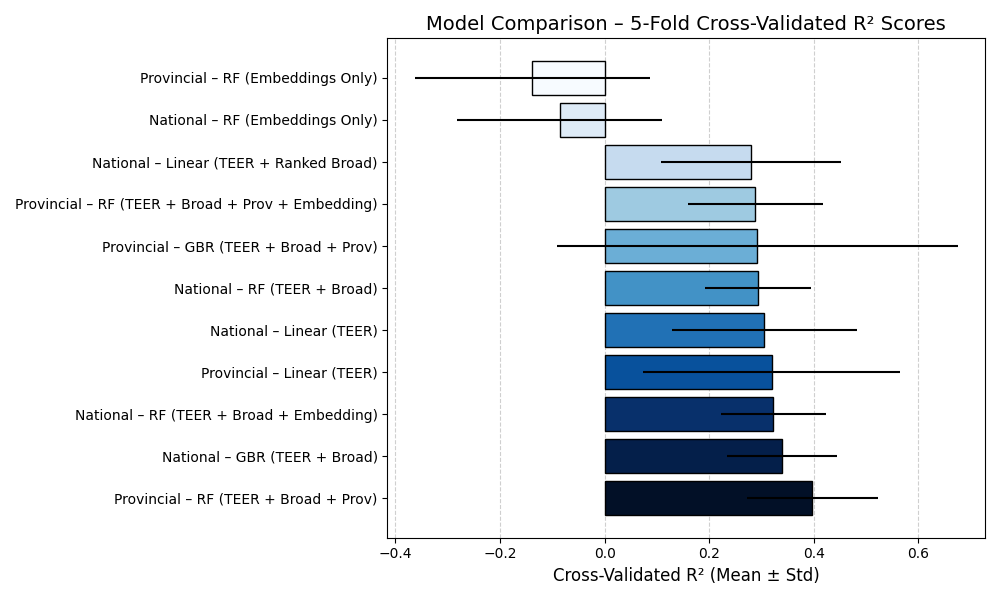 Model Comparison – 5-Fold Cross-Validated R² Scores
Provincial – RF (Embeddings Only)
National – RF (Embeddings Only)
National – Linear (TEER + Ranked Broad)
Provincial – RF (TEER + Broad + Prov + Embedding)
Provincial – GBR (TEER + Broad + Prov)
National – RF (TEER + Broad)
National – Linear (TEER)
Provincial – Linear (TEER)
National – RF (TEER + Broad + Embedding)
National – GBR (TEER + Broad)
Provincial – RF (TEER + Broad + Prov)
−0.4 −0.2 0.0 0.2 0.4 0.6
Cross-Validated R² (Mean ± Std)